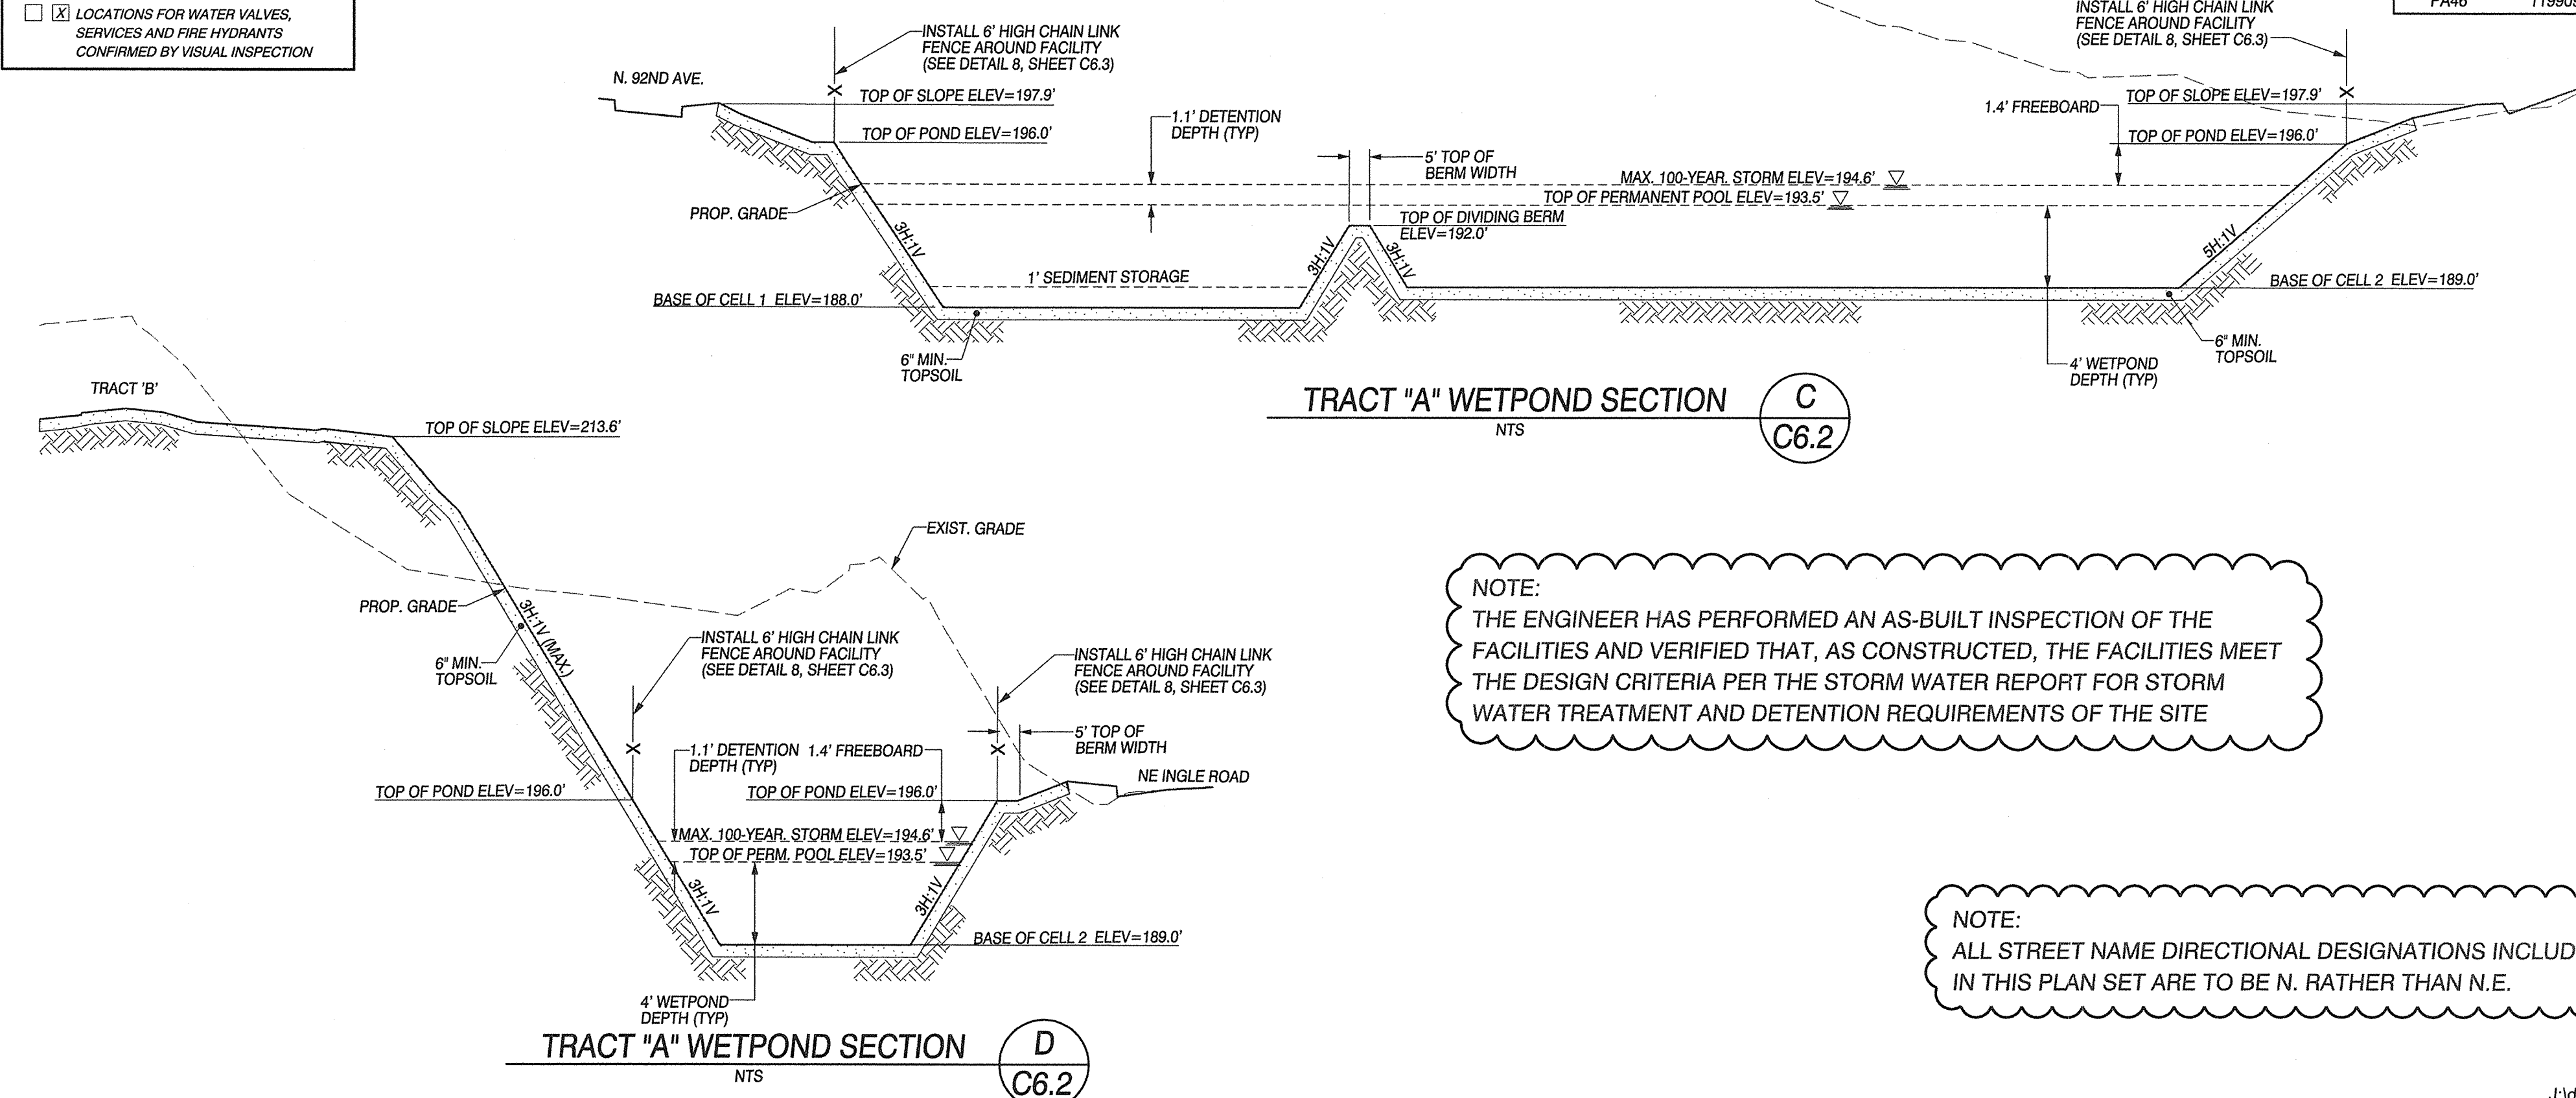 ☐ ☒ LOCATIONS FOR WATER VALVES,
SERVICES AND FIRE HYDRANTS
CONFIRMED BY VISUAL INSPECTION
N. 92ND AVE.
INSTALL 6' HIGH CHAIN LINK
FENCE AROUND FACILITY
(SEE DETAIL 8, SHEET C6.3)
TOP OF SLOPE ELEV=197.9'
TOP OF POND ELEV=196.0'
1.1' DETENTION
DEPTH (TYP)
5' TOP OF
BERM WIDTH
MAX. 100-YEAR. STORM ELEV=194.6'
TOP OF PERMANENT POOL ELEV=193.5'
TOP OF DIVIDING BERM
ELEV=192.0'
PROP. GRADE
3H:1V
3H:1V
3H:1V
1' SEDIMENT STORAGE
BASE OF CELL 1 ELEV=188.0'
6" MIN.
TOPSOIL
INSTALL 6' HIGH CHAIN LINK
FENCE AROUND FACILITY
(SEE DETAIL 8, SHEET C6.3)
PA46
1.4' FREEBOARD
TOP OF SLOPE ELEV=197.9'
TOP OF POND ELEV=196.0'
5H:1V
BASE OF CELL 2 ELEV=189.0'
6" MIN.
TOPSOIL
4' WETPOND
DEPTH (TYP)
TRACT "A" WETPOND SECTION
NTS
C
C6.2
TRACT 'B'
TOP OF SLOPE ELEV=213.6'
EXIST. GRADE
PROP. GRADE
3H:1V (MAX.)
6" MIN.
TOPSOIL
INSTALL 6' HIGH CHAIN LINK
FENCE AROUND FACILITY
(SEE DETAIL 8, SHEET C6.3)
INSTALL 6' HIGH CHAIN LINK
FENCE AROUND FACILITY
(SEE DETAIL 8, SHEET C6.3)
5' TOP OF
BERM WIDTH
NE INGLE ROAD
1.1' DETENTION
DEPTH (TYP)
1.4' FREEBOARD
TOP OF POND ELEV=196.0'
TOP OF POND ELEV=196.0'
MAX. 100-YEAR. STORM ELEV=194.6'
TOP OF PERM. POOL ELEV=193.5'
3H:1V
3H:1V
BASE OF CELL 2 ELEV=189.0'
4' WETPOND
DEPTH (TYP)
TRACT "A" WETPOND SECTION
NTS
D
C6.2
NOTE:
THE ENGINEER HAS PERFORMED AN AS-BUILT INSPECTION OF THE
FACILITIES AND VERIFIED THAT, AS CONSTRUCTED, THE FACILITIES MEET
THE DESIGN CRITERIA PER THE STORM WATER REPORT FOR STORM
WATER TREATMENT AND DETENTION REQUIREMENTS OF THE SITE
NOTE:
ALL STREET NAME DIRECTIONAL DESIGNATIONS INCLUD
IN THIS PLAN SET ARE TO BE N. RATHER THAN N.E.